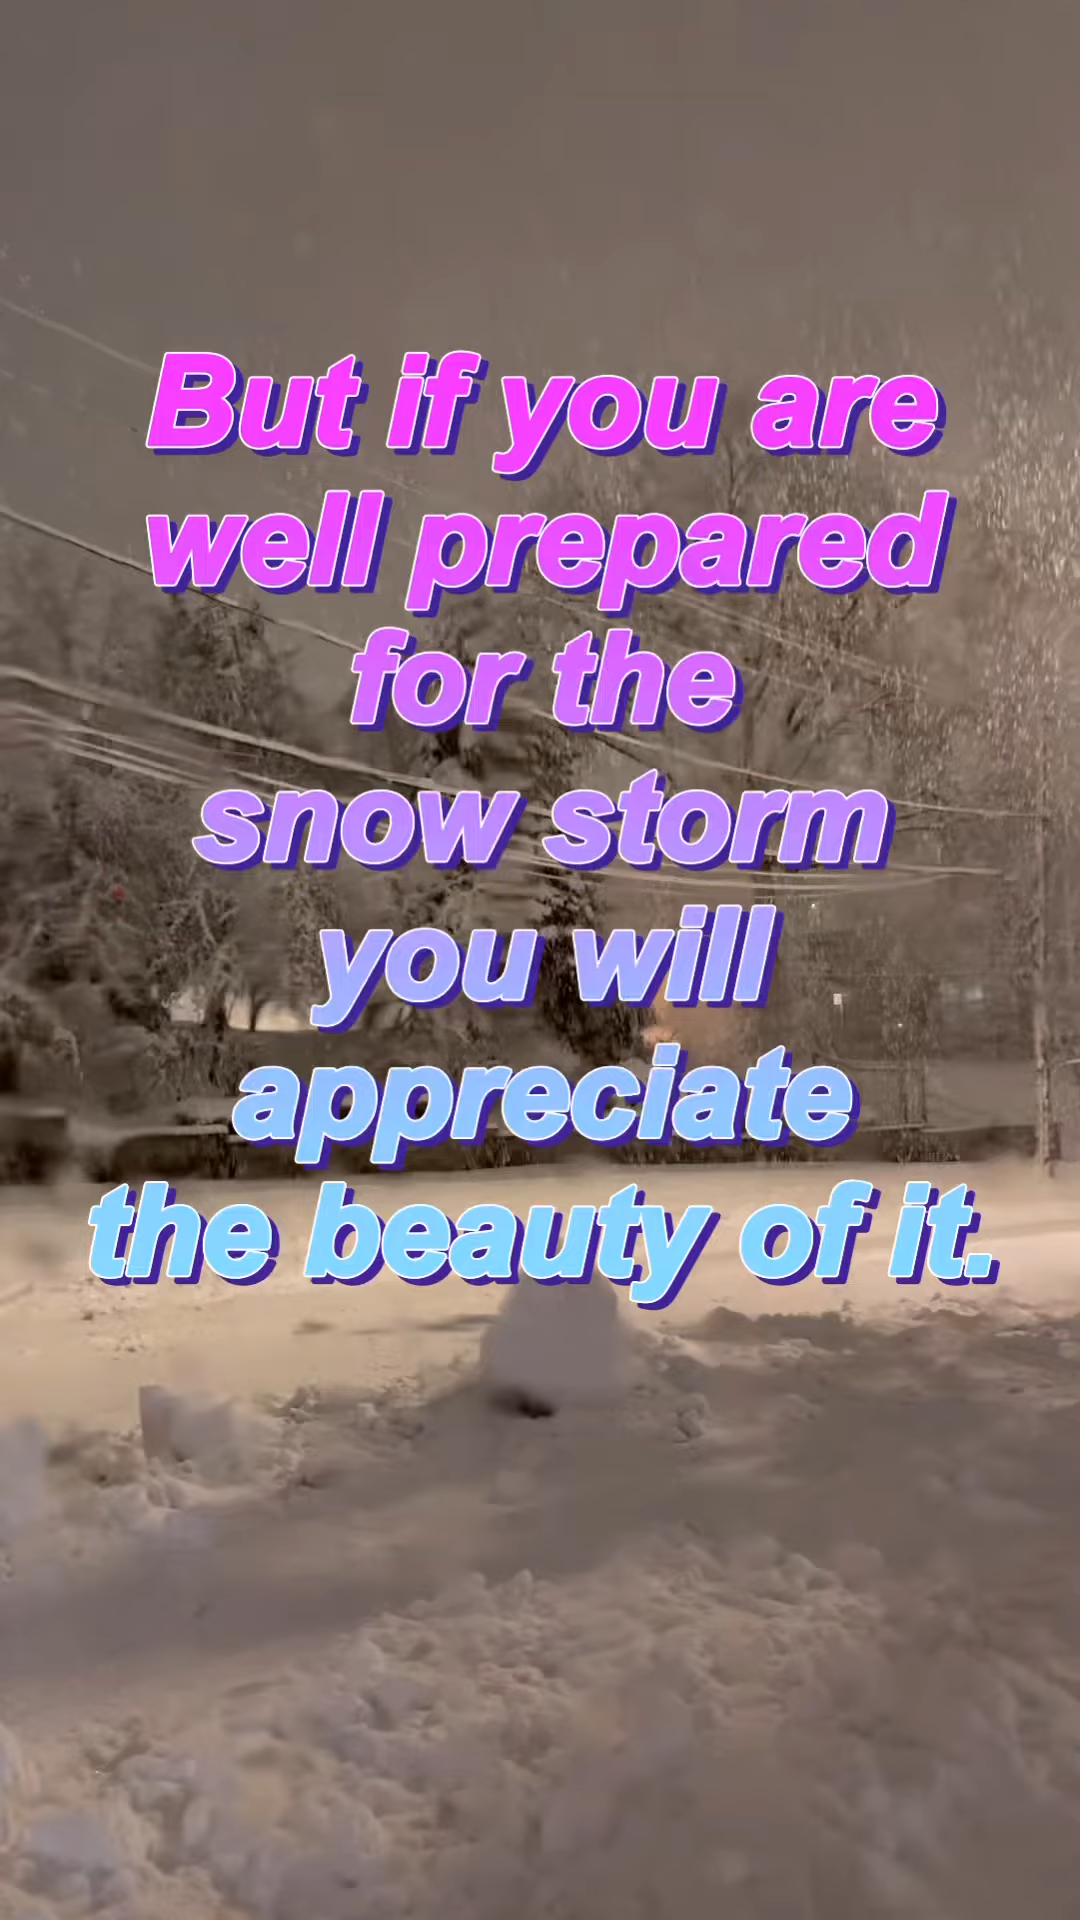 But if you are
well prepared
for the
snow storm
you will
appreciate
the beauty of it.